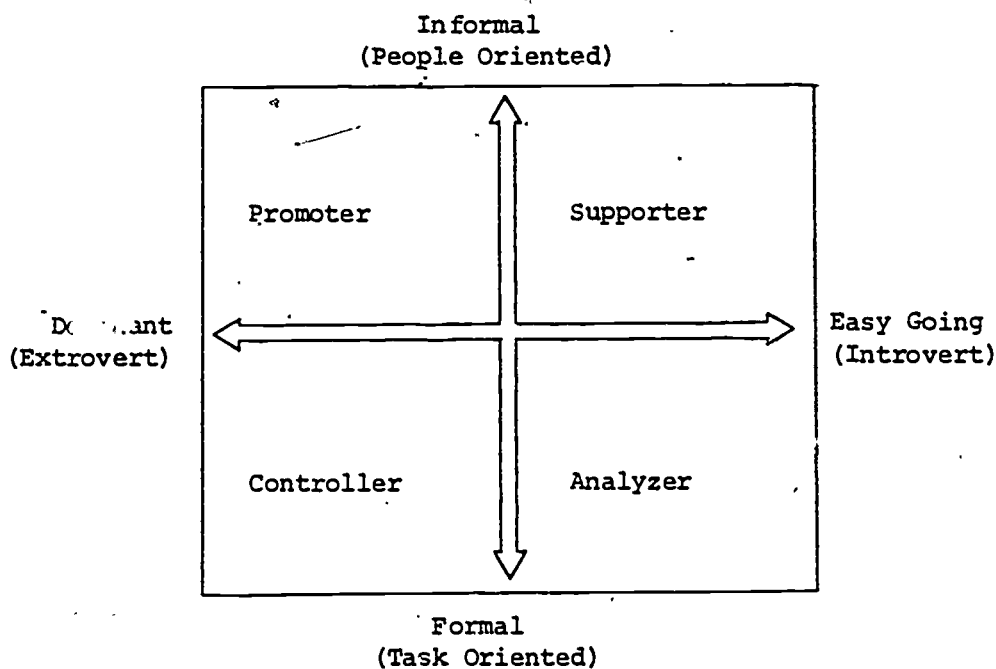 Informal
(People Oriented)
Promoter Supporter
(Extrovert)
Easy Going
(Introvert)
Controller Analyzer
Formal
(Task Oriented)